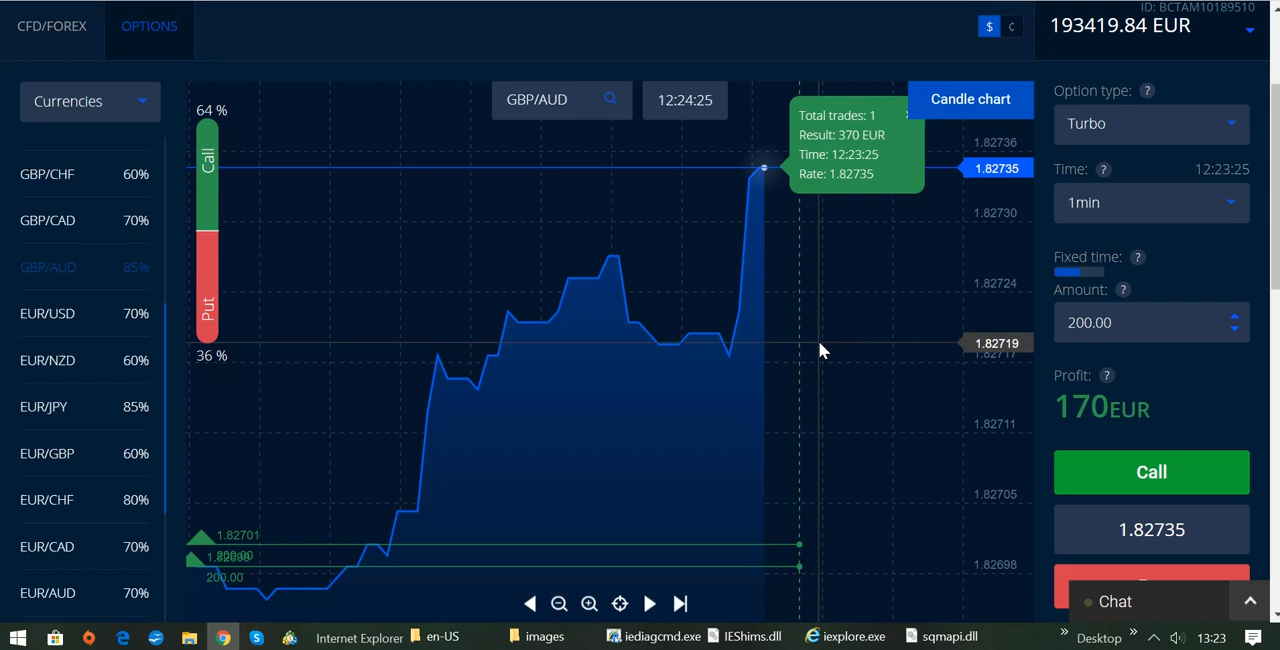 CFD/FOREX
OPTIONS
$
¢
ID: BCTAM10189510
193419.84 EUR
Currencies
GBP/CHF 60%
GBP/CAD 70%
GBP/AUD 85%
EUR/USD 70%
EUR/NZD 60%
EUR/JPY 85%
EUR/GBP 60%
EUR/CHF 80%
EUR/CAD 70%
EUR/AUD 70%
64 %
Call
Put
36 %
GBP/AUD
12:24:25
Total trades: 1
Result: 370 EUR
Time: 12:23:25
Rate: 1.82735
Candle chart
1.82736
1.82735
1.82730
1.82724
1.82719
1.82717
1.82711
1.82705
1.82698
1.82701
200.00
Option type: ?
Turbo
Time: ? 12:23:25
1min
Fixed time: ?
Amount: ?
200.00
Profit: ?
170EUR
Call
1.82735
Chat
Internet Explorer
en-US
images
iediagcmd.exe
IEShims.dll
iexplore.exe
sqmapi.dll
Desktop
13:23